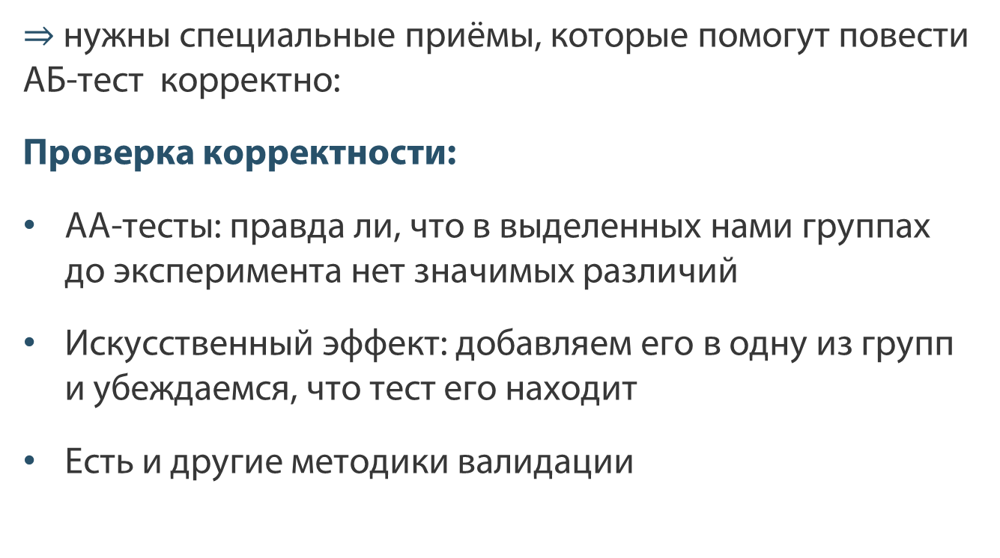 ⇒ нужны специальные приёмы, которые помогут повести
АБ-тест  корректно:
Проверка корректности:
• АА-тесты: правда ли, что в выделенных нами группах
до эксперимента нет значимых различий
• Искусственный эффект: добавляем его в одну из групп
и убеждаемся, что тест его находит
• Есть и другие методики валидации